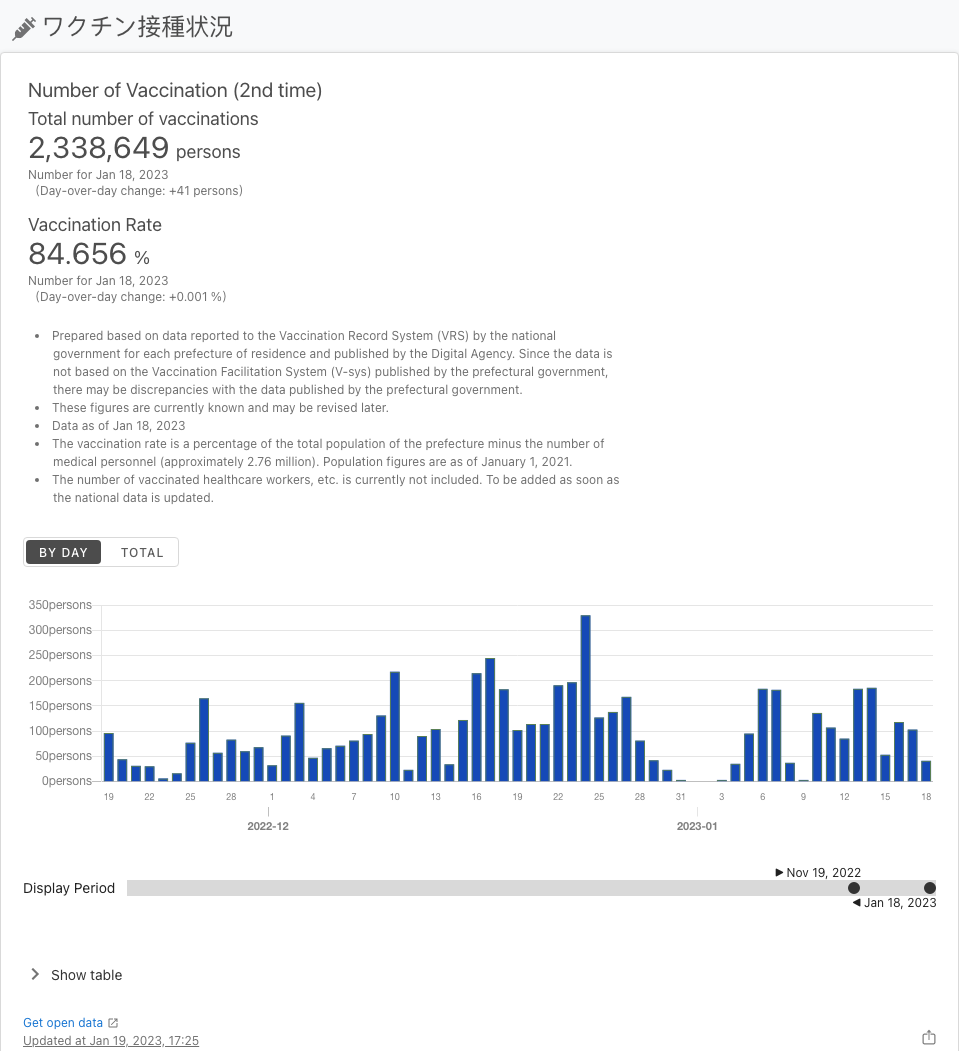 ワクチン接種状況
Number of Vaccination (2nd time)
Total number of vaccinations
2,338,649 persons
Number for Jan 18, 2023
(Day-over-day change: +41 persons)
Vaccination Rate
84.656 %
Number for Jan 18, 2023
(Day-over-day change: +0.001 %)
• Prepared based on data reported to the Vaccination Record System (VRS) by the national
government for each prefecture of residence and published by the Digital Agency. Since the data is
not based on the Vaccination Facilitation System (V-sys) published by the prefectural government,
there may be discrepancies with the data published by the prefectural government.
• These figures are currently known and may be revised later.
• Data as of Jan 18, 2023
• The vaccination rate is a percentage of the total population of the prefecture minus the number of
medical personnel (approximately 2.76 million). Population figures are as of January 1, 2021.
• The number of vaccinated healthcare workers, etc. is currently not included. To be added as soon as
the national data is updated.
BY DAY TOTAL
350persons
300persons
250persons
200persons
150persons
100persons
50persons
0persons
19 22 25 28 1 4 7 10 13 16 19 22 25 28 31 3 6 9 12 15 18
2022-12 2023-01
Nov 19, 2022
Display Period
Jan 18, 2023
Show table
Get open data
Updated at Jan 19, 2023, 17:25